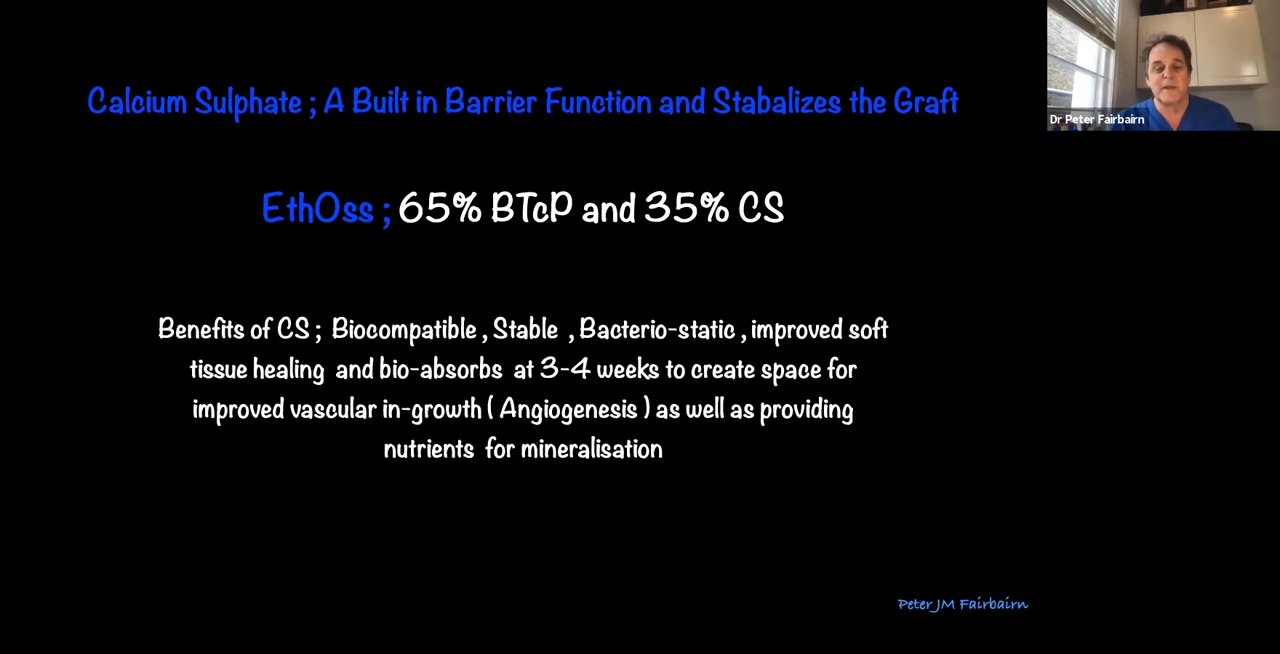 Calcium Sulphate ; A Built in Barrier Function and Stabalizes the Graft
Dr Peter Fairbairn
EthOss ; 65% BTcP and 35% CS
Benefits of CS ; Biocompatible , Stable , Bacterio-static , improved soft
tissue healing and bio-absorbs at 3-4 weeks to create space for
improved vascular in-growth ( Angiogenesis ) as well as providing
nutrients for mineralisation
Peter JM Fairbairn